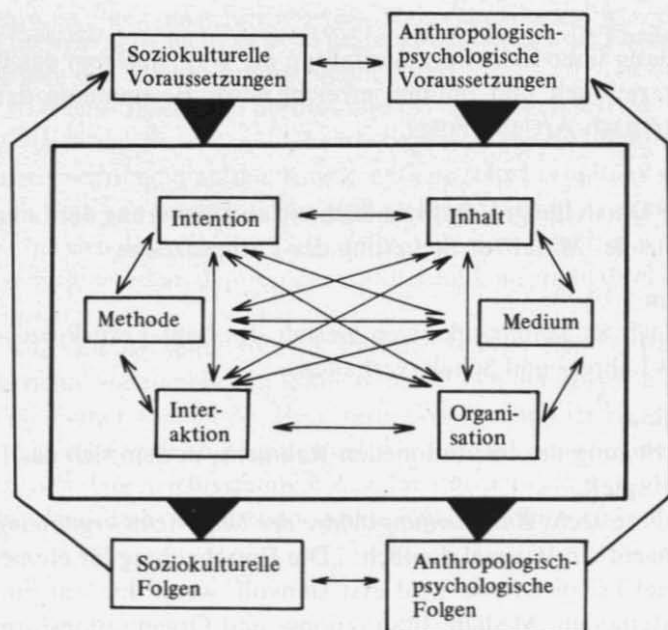 Soziokulturelle
Voraussetzungen
Anthropologisch-
psychologische
Voraussetzungen
Intention
Inhalt
Methode
Medium
Inter-
aktion
Organi-
sation
Soziokulturelle
Folgen
Anthropologisch-
psychologische
Folgen